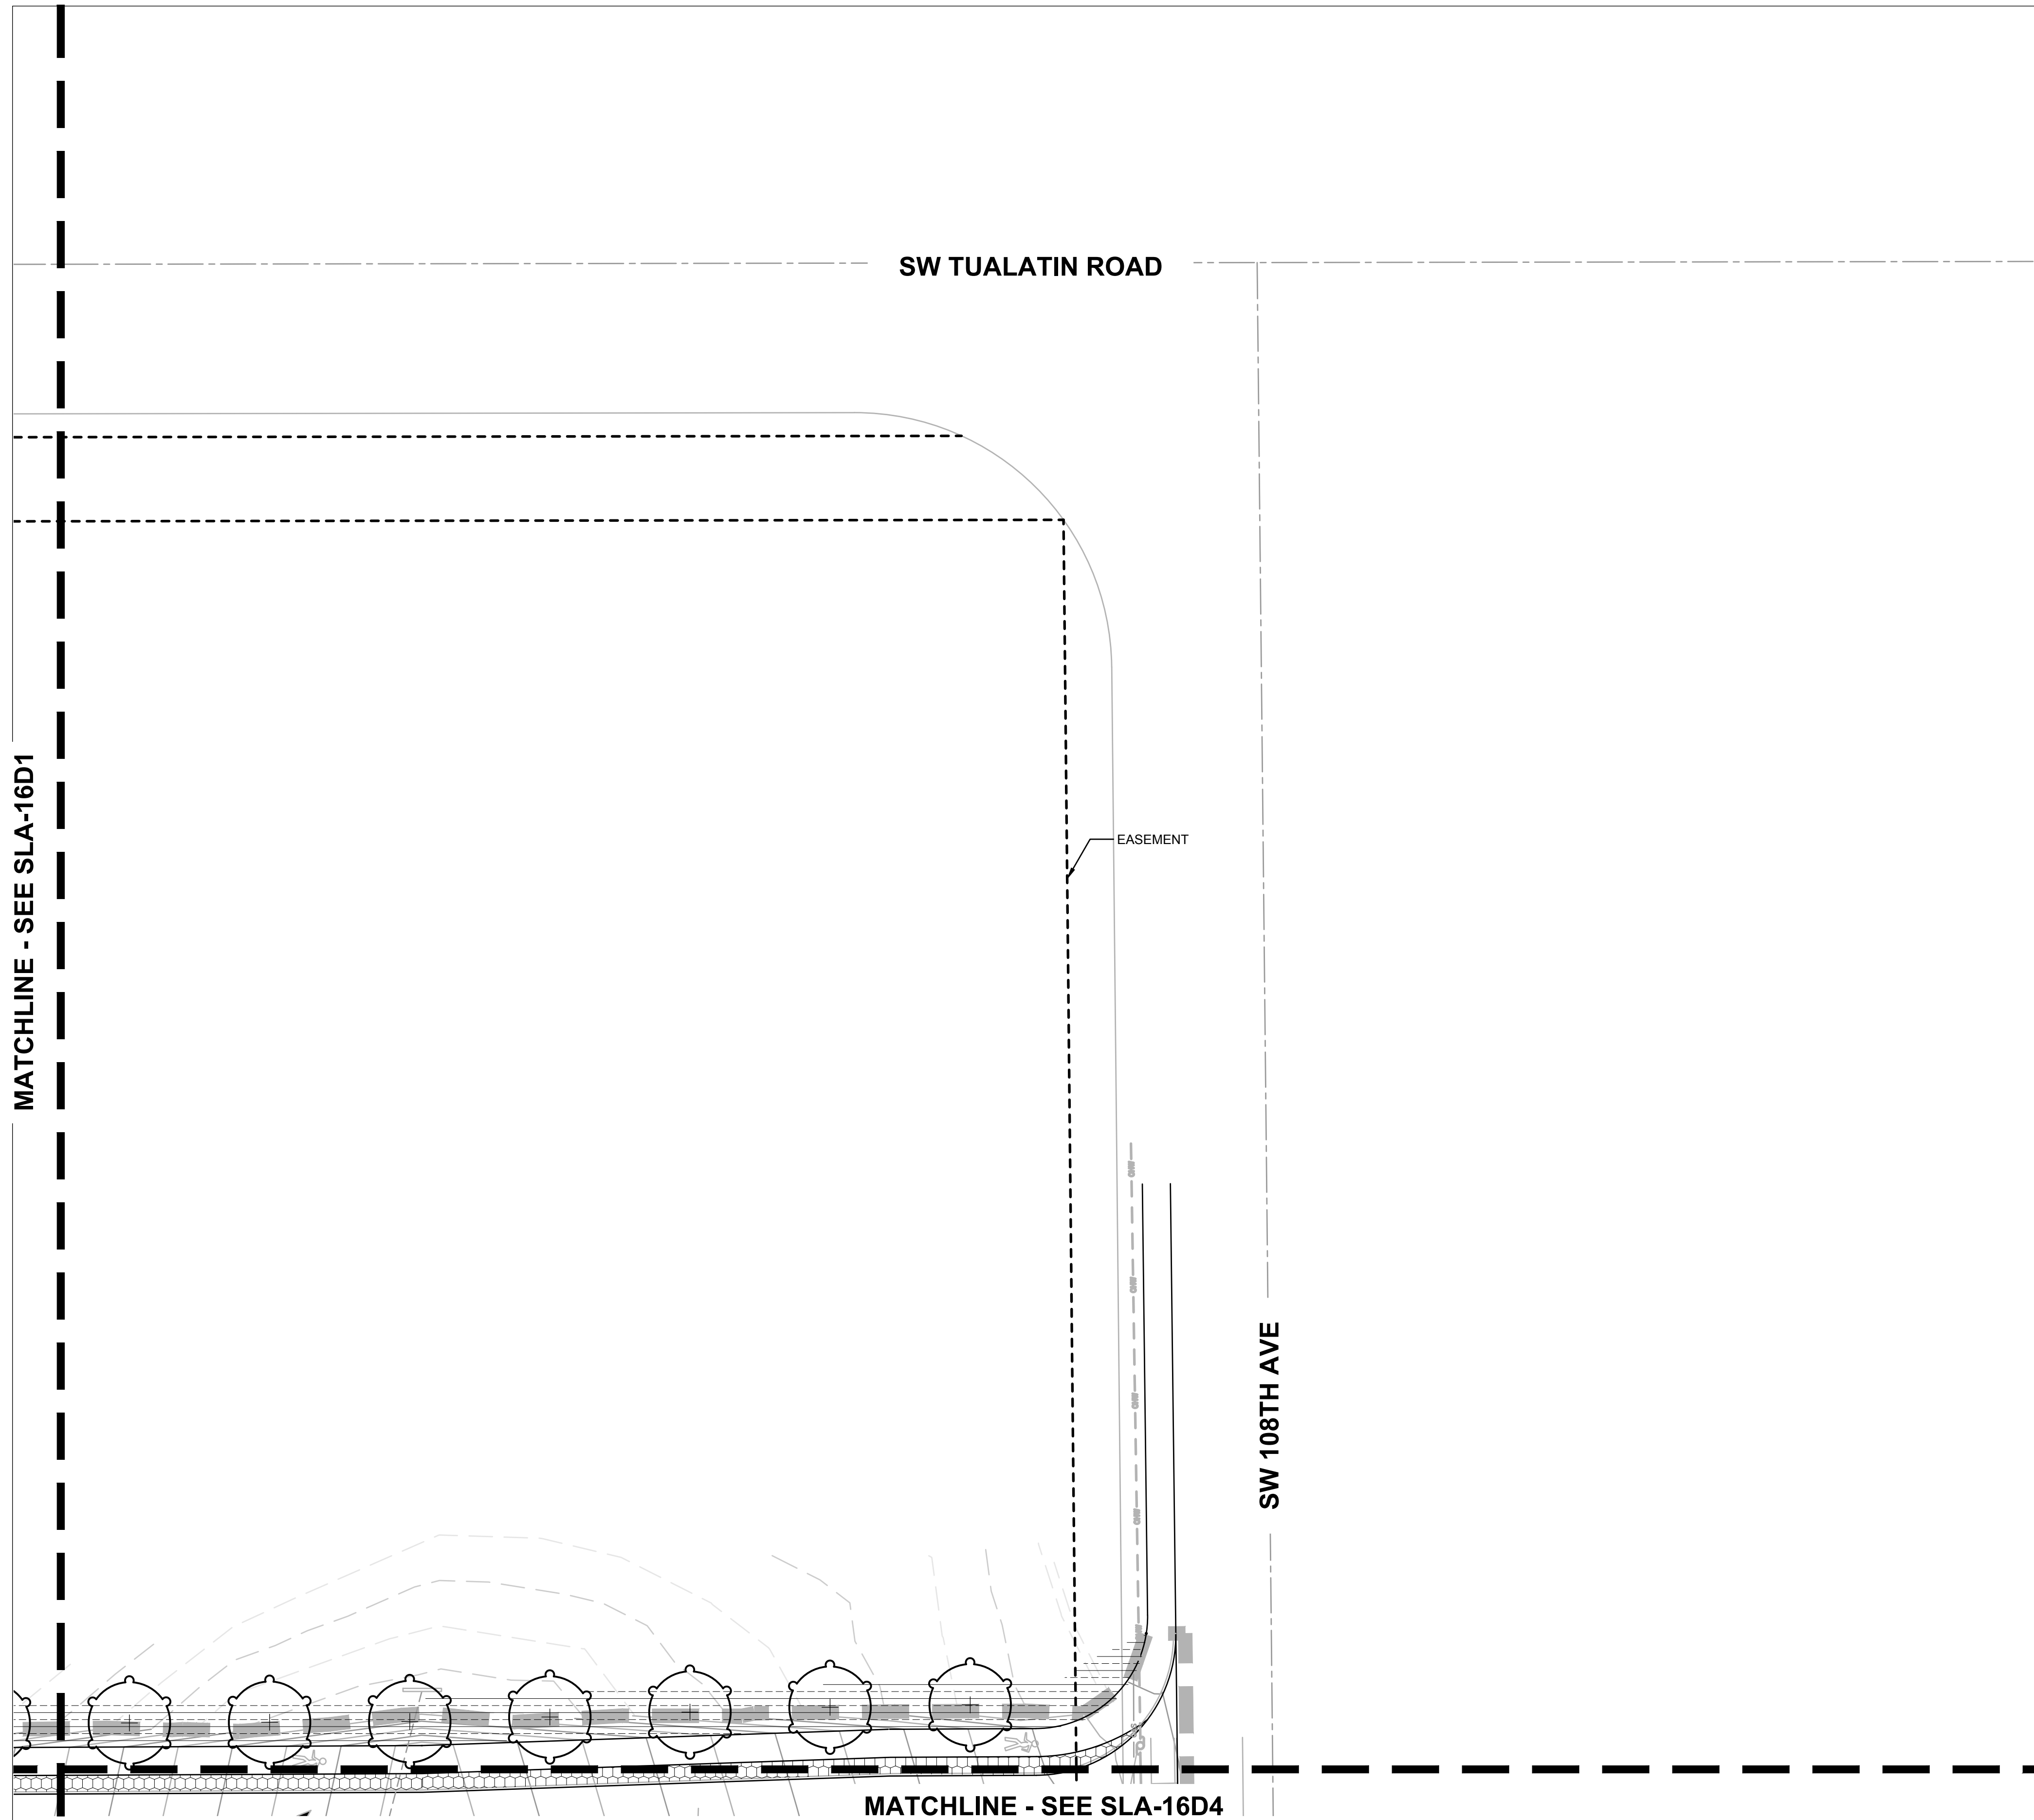 SW TUALATIN ROAD
MATCHLINE - SEE SLA-16D1
EASEMENT
SW 108TH AVE
MATCHLINE - SEE SLA-16D4